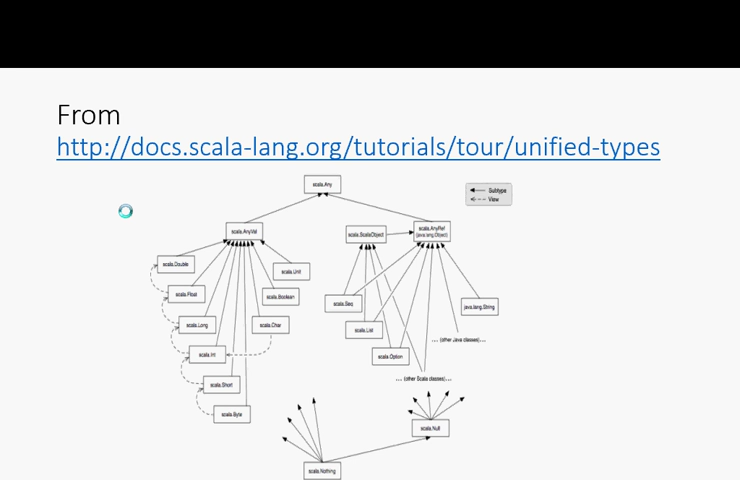 From
http://docs.scala-lang.org/tutorials/tour/unified-types
scala.Any
Subtype
View
scala.AnyVal
scala.ScalaObject
scala.AnyRef
(java.lang.Object)
scala.Double
scala.Unit
scala.Float
scala.Boolean
scala.Seq
java.lang.String
scala.Long
scala.Char
scala.List
... (other Java classes)...
scala.Int
scala.Option
... (other Scala classes)...
scala.Short
scala.Byte
scala.Null
scala.Nothing